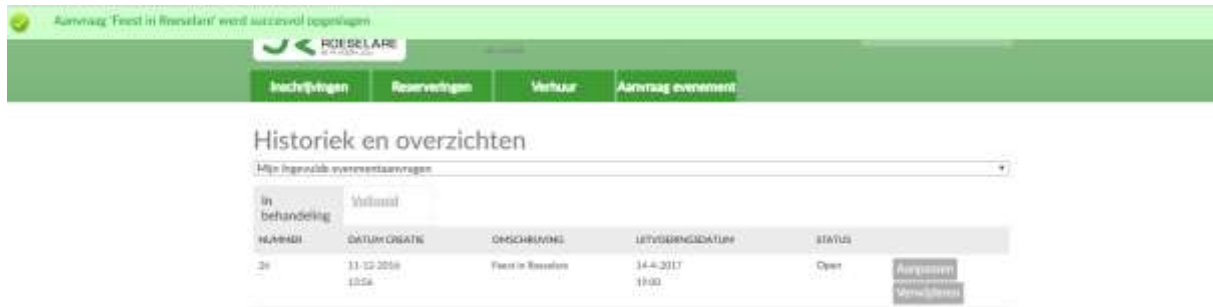 Aanvraag 'Feest in Roeselare' werd succesvol opgeslagen
ROESELARE
Inschrijvingen Reserveringen Verhuur Aanvraag evenement
Historiek en overzichten
Mijn ingevulde evenementaanvragen
In behandeling Voltooid
NUMMER DATUM CREATIE OMSCHRIJVING UITVOERINGSDATUM STATUS
11-12-2016 Feest in Roeselare 14-4-2017 Open Aanpassen
13:56 19:00 Verwijderen